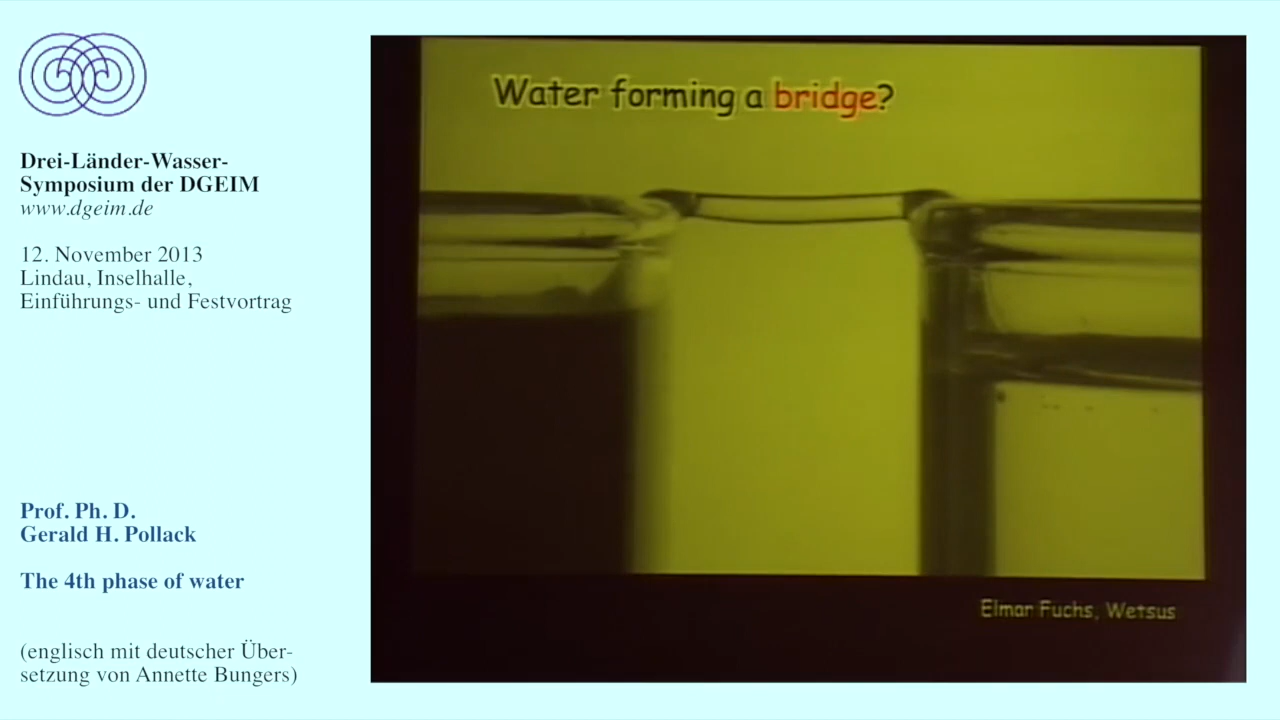 Drei-Länder-Wasser-
Symposium der DGEIM
www.dgeim.de
12. November 2013
Lindau, Inselhalle,
Einführungs- und Festvortrag
Prof. Ph. D.
Gerald H. Pollack
The 4th phase of water
(englisch mit deutscher Über-
setzung von Annette Bungers)
Water forming a bridge?
Elmar Fuchs, Wetsus